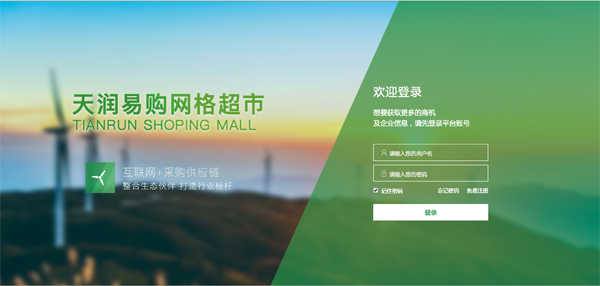 天润易购网格超市
TIANRUN SHOPING MALL
互联网+采购供应链
整合生态伙伴 打造行业标杆
欢迎登录
想要获取更多的商机
及企业信息，请先登录平台账号
请输入您的用户名
请输入您的密码
记住密码 忘记密码 免费注册
登录